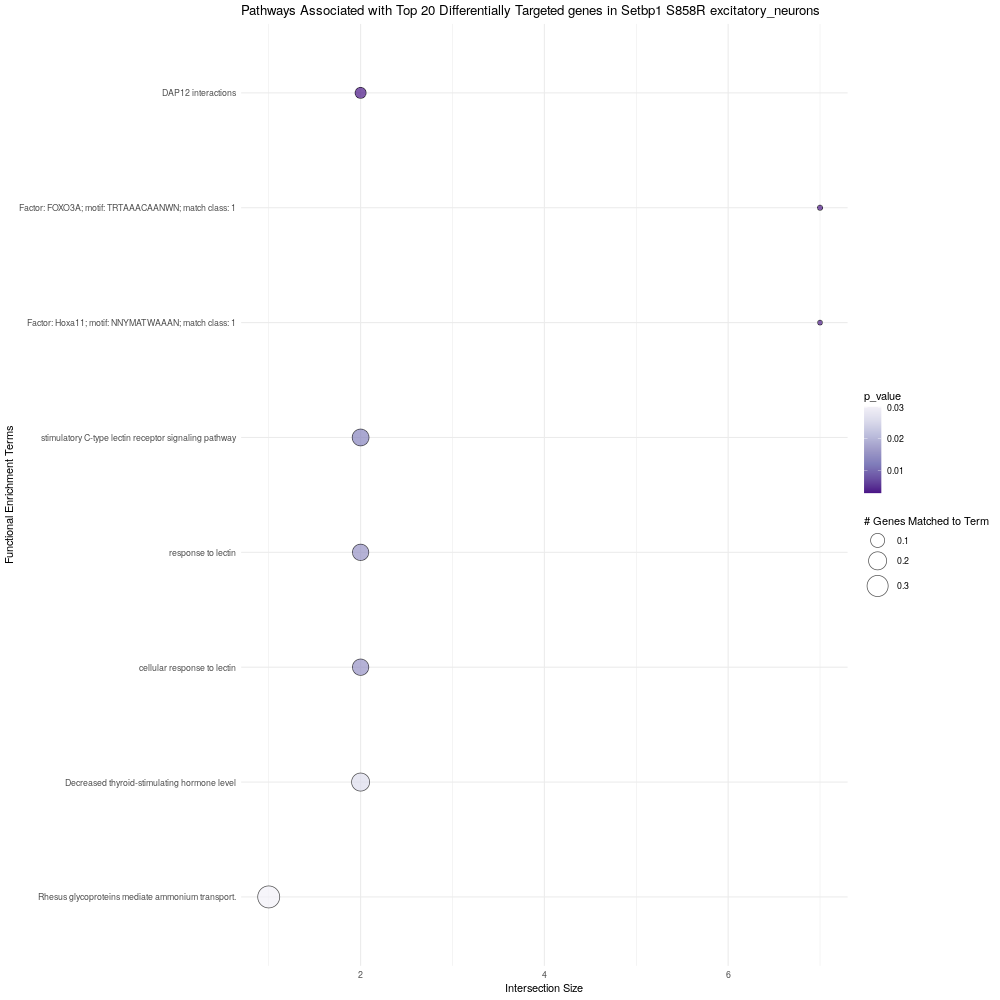 Pathways Associated with Top 20 Differentially Targeted genes in Setbp1 S858R excitatory_neurons
DAP12 interactions
Factor: FOXO3A; motif: TRTAAACAANWN; match class: 1
Factor: Hoxa11; motif: NNYMATWAAAN; match class: 1
stimulatory C-type lectin receptor signaling pathway
response to lectin
cellular response to lectin
Decreased thyroid-stimulating hormone level
Rhesus glycoproteins mediate ammonium transport.
Functional Enrichment Terms
2
4
6
Intersection Size
p_value
0.03
0.02
0.01
# Genes Matched to Term
0.1
0.2
0.3